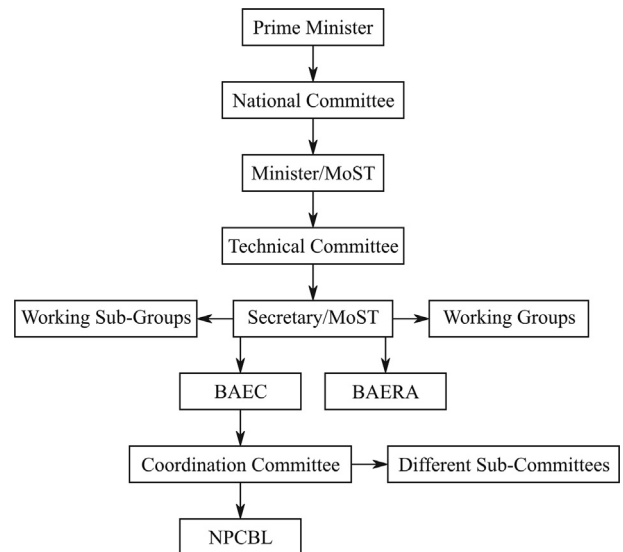 Prime Minister
National Committee
Minister/MoST
Technical Committee
Working Sub-Groups
Secretary/MoST
Working Groups
BAEC
BAERA
Coordination Committee
Different Sub-Committees
NPCBL